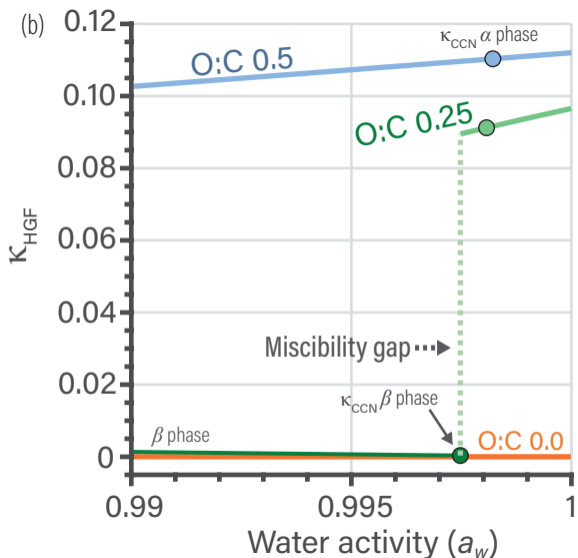 (b)
κCCN α phase
O:C 0.5
O:C 0.25
Miscibility gap
κCCN β phase
β phase
O:C 0.0
κHGF
0.12
0.10
0.08
0.06
0.04
0.02
0
0.99
0.995
1
Water activity (aw)